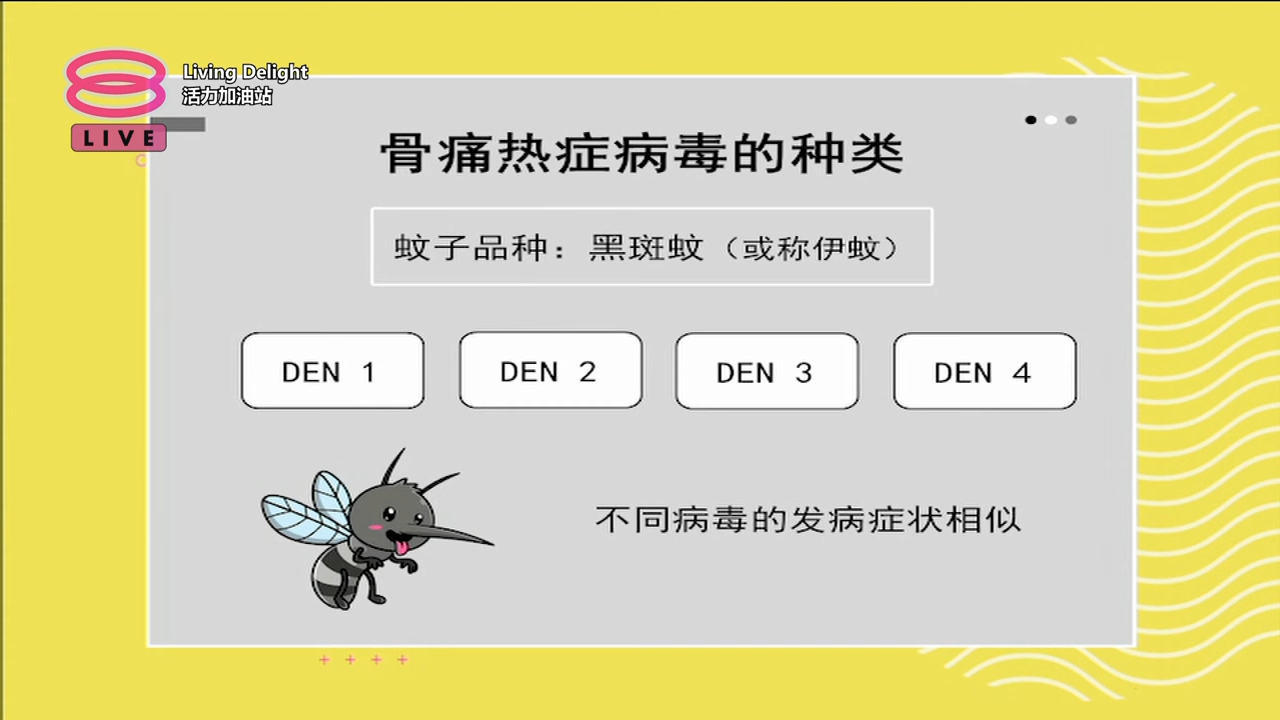 Living Delight
活力加油站
LIVE
骨痛热症病毒的种类
蚊子品种：黑斑蚊（或称伊蚊）
DEN 1
DEN 2
DEN 3
DEN 4
不同病毒的发病症状相似